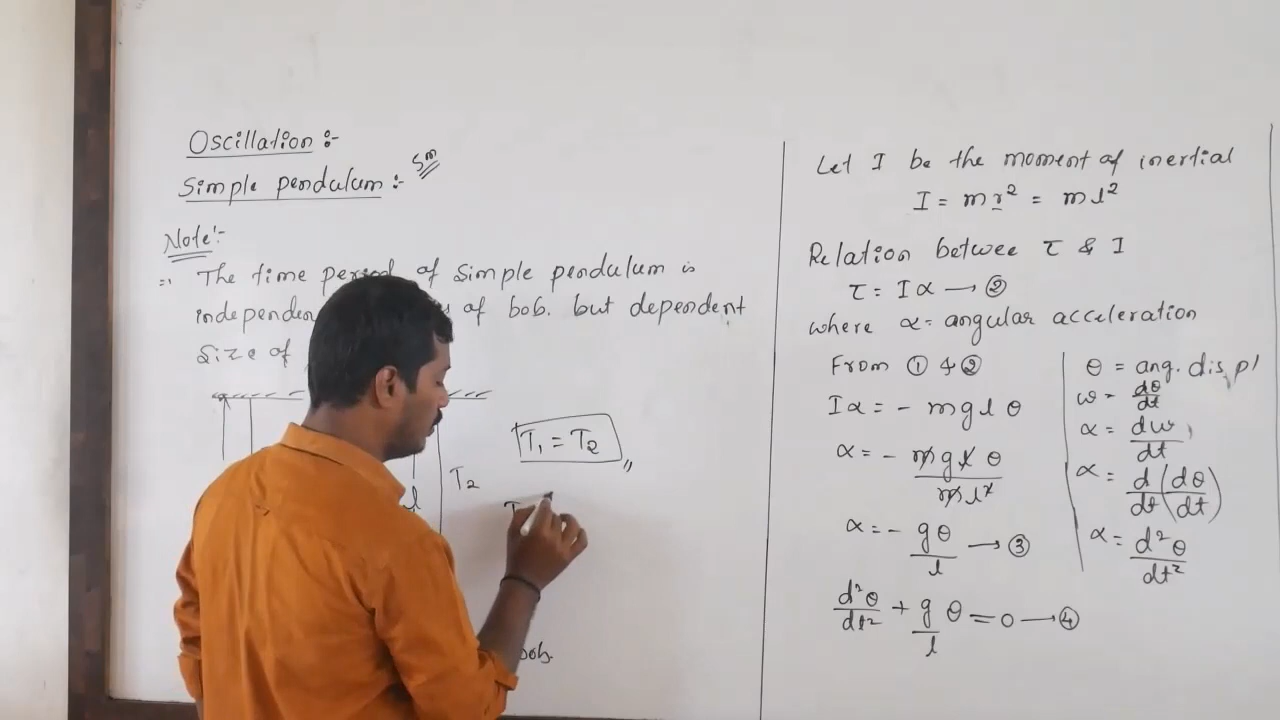 Oscillation :-
Simple pendulum :- 5m
Note :-
The time period of Simple pendulum is
of bob. but dependent
Size of
T₁ = T₂
T₂
l
T
bob.
Let I be the moment of inertial
I = mr² = ml²
Relation betwee τ & I
τ = Iα → ②
where α = angular acceleration
From ① & ②
Iα = - mglθ
α = - mglθ / ml²
α = - gθ / l → ③
d²θ/dt² + g/l θ = 0 → ④
θ = ang. displ
ω = dθ/dt
α = dω/dt
α = d/dt (dθ/dt)
α = d²θ/dt²